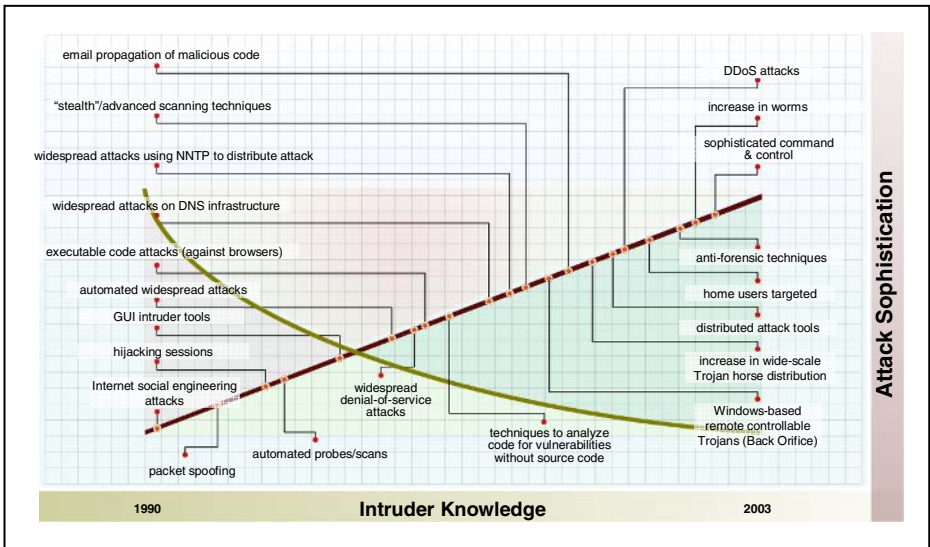 email propagation of malicious code
DDoS attacks
"stealth"/advanced scanning techniques
increase in worms
widespread attacks using NNTP to distribute attack
sophisticated command
& control
widespread attacks on DNS infrastructure
executable code attacks (against browsers)
anti-forensic techniques
automated widespread attacks
home users targeted
GUI intruder tools
distributed attack tools
hijacking sessions
increase in wide-scale
Trojan horse distribution
Internet social engineering
attacks
widespread
denial-of-service
attacks
Windows-based
remote controllable
Trojans (Back Orifice)
techniques to analyze
code for vulnerabilities
without source code
automated probes/scans
packet spoofing
Attack Sophistication
1990
Intruder Knowledge
2003